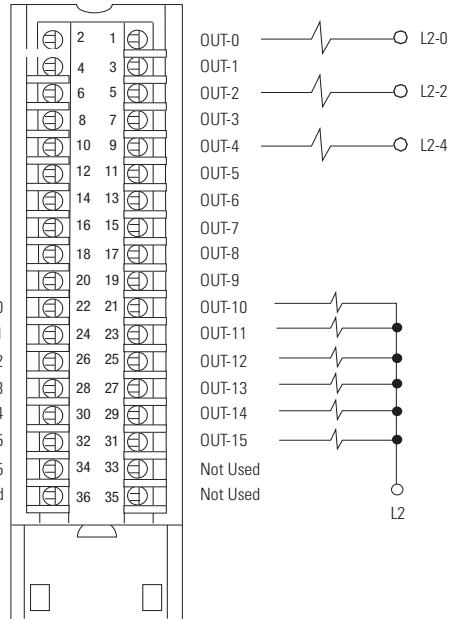 2 1 OUT-0 L2-0
4 3 OUT-1
6 5 OUT-2 L2-2
8 7 OUT-3
10 9 OUT-4 L2-4
12 11 OUT-5
14 13 OUT-6
16 15 OUT-7
18 17 OUT-8
20 19 OUT-9
22 21 OUT-10
24 23 OUT-11
26 25 OUT-12
28 27 OUT-13
30 29 OUT-14
32 31 OUT-15
34 33 Not Used
36 35 Not Used
L2